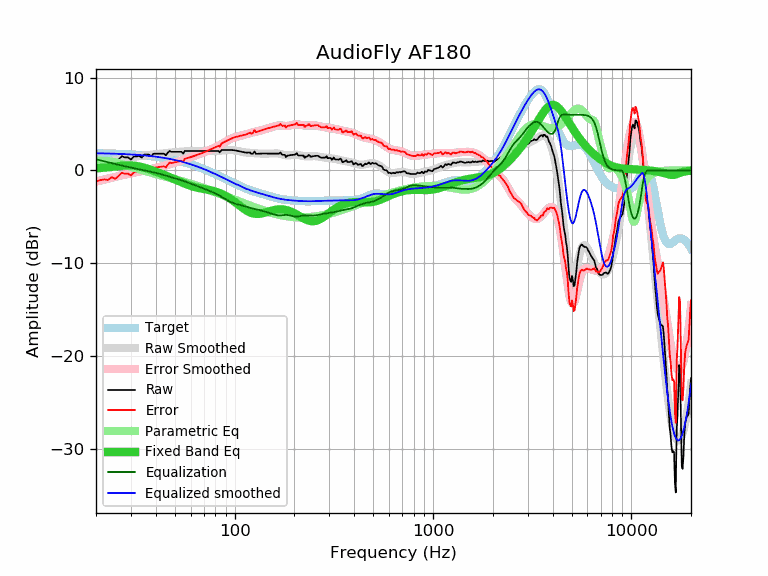 AudioFly AF180
10
0
−10
−20
−30
Amplitude (dBr)
Target
Raw Smoothed
Error Smoothed
Raw
Error
Parametric Eq
Fixed Band Eq
Equalization
Equalized smoothed
100
1000
10000
Frequency (Hz)